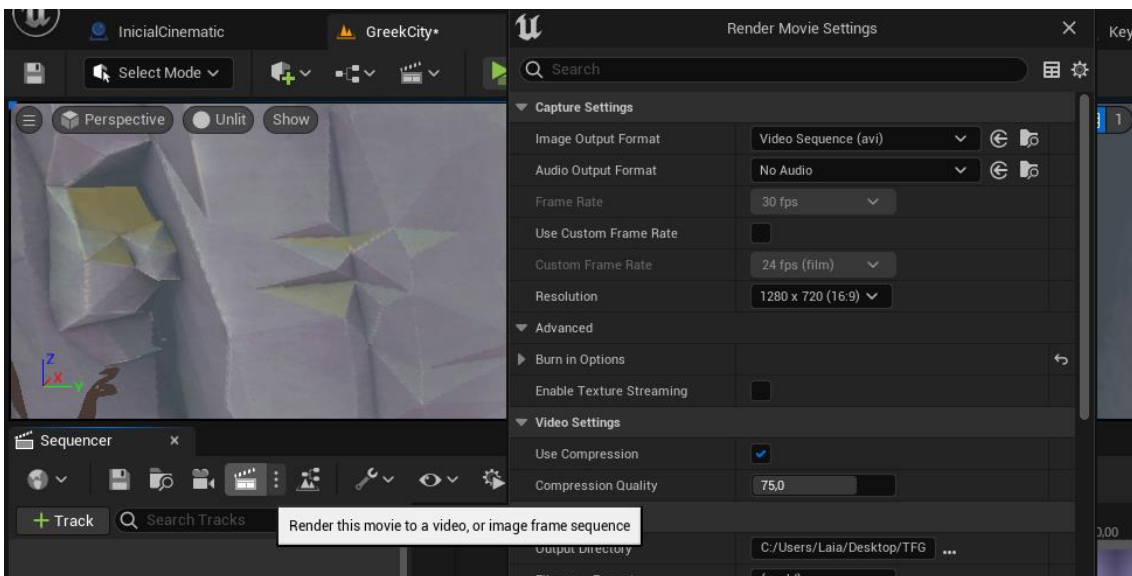 InicialCinematic
GreekCity*
Render Movie Settings
Key
Select Mode
Search
Perspective
Unlit
Show
1
Capture Settings
Image Output Format
Video Sequence (avi)
Audio Output Format
No Audio
Frame Rate
30 fps
Use Custom Frame Rate
Custom Frame Rate
24 fps (film)
Resolution
1280 x 720 (16:9)
Advanced
Z
X
Y
Burn in Options
Enable Texture Streaming
Video Settings
Sequencer
Use Compression
Compression Quality
75,0
Track
Search Tracks
Render this movie to a video, or image frame sequence
Output Directory
C:/Users/Laia/Desktop/TFG
...